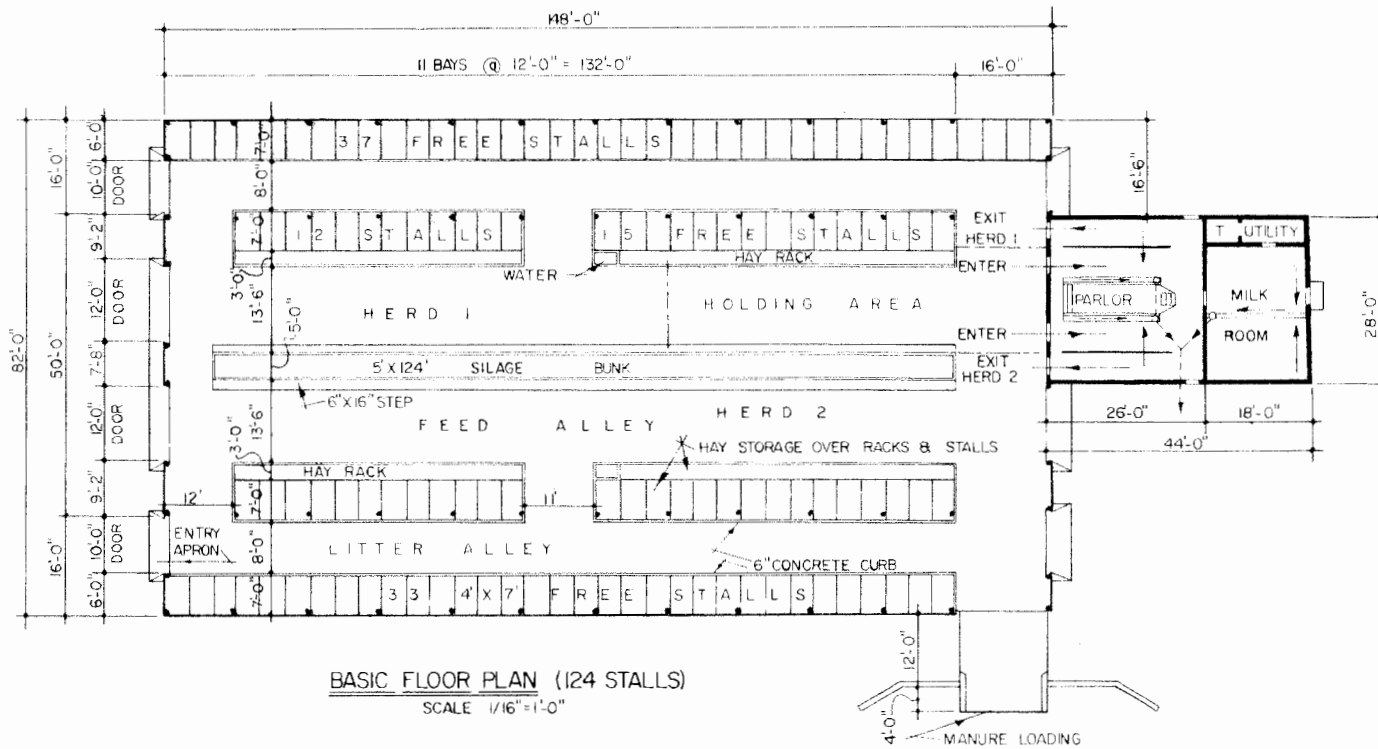 148'-0"
11 BAYS @ 12'-0" = 132'-0"
16'-0"
82'-0"
16'-0"
50'-0"
16'-0"
6'-0"
10'-0"
DOOR
9'-2"
12'-0"
DOOR
7'-8"
12'-0"
DOOR
9'-2"
10'-0"
DOOR
6'-0"
7'-0"
8'-0"
7'-0"
3'-0"
13'-6"
15'-0"
3'-0"
13'-6"
7'-0"
8'-0"
7'-0"
37 FREE STALLS
12 STALLS
15 FREE STALLS
HAY RACK
WATER
EXIT
HERD 1
ENTER
ENTER
EXIT
HERD 2
HERD 1
HOLDING AREA
5' X 124' SILAGE BUNK
6" X 16" STEP
FEED ALLEY
HERD 2
HAY STORAGE OVER RACKS & STALLS
HAY RACK
12'
11'
ENTRY
APRON
LITTER ALLEY
6" CONCRETE CURB
33 4' X 7' FREE STALLS
16'-6"
T UTILITY
PARLOR
MILK
ROOM
28'-0"
26'-0"
18'-0"
44'-0"
12'-0"
4'-0"
MANURE LOADING
BASIC FLOOR PLAN (124 STALLS)
SCALE 1/16"=1'-0"